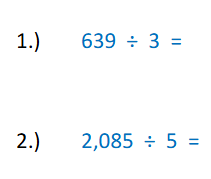 1.) 639 ÷ 3 =
2.) 2,085 ÷ 5 =